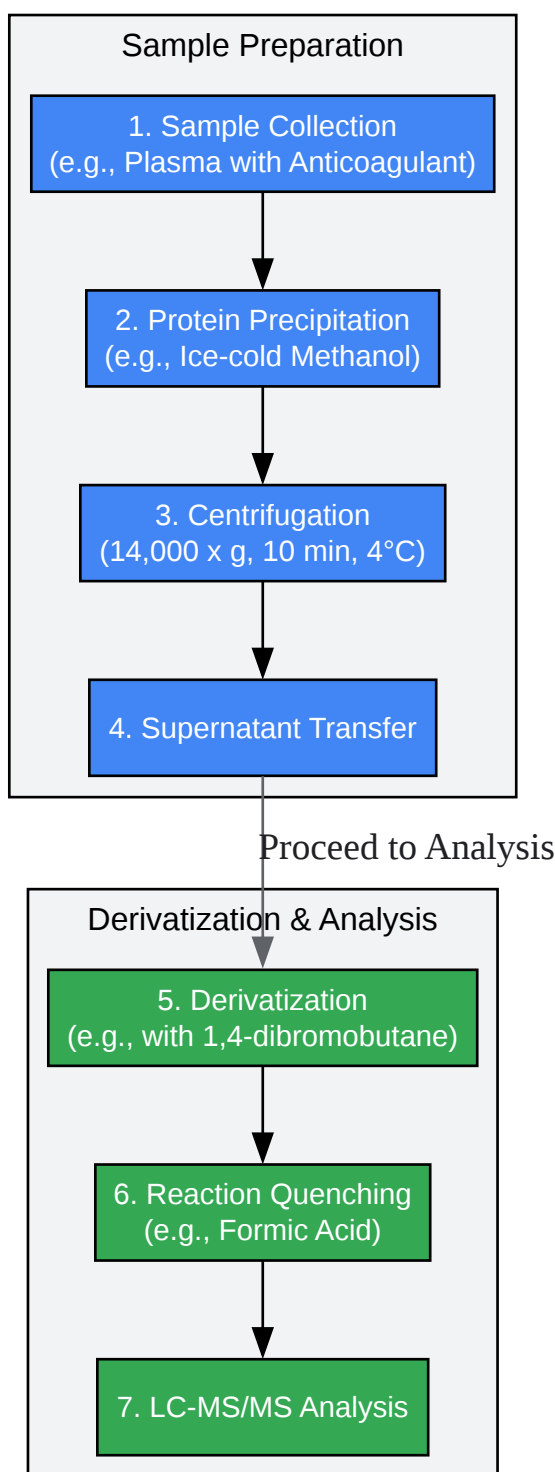 Sample Preparation
1. Sample Collection
(e.g., Plasma with Anticoagulant)
2. Protein Precipitation
(e.g., Ice-cold Methanol)
3. Centrifugation
(14,000 x g, 10 min, 4°C)
4. Supernatant Transfer
Proceed to Analysis
Derivatization & Analysis
5. Derivatization
(e.g., with 1,4-dibromobutane)
6. Reaction Quenching
(e.g., Formic Acid)
7. LC-MS/MS Analysis